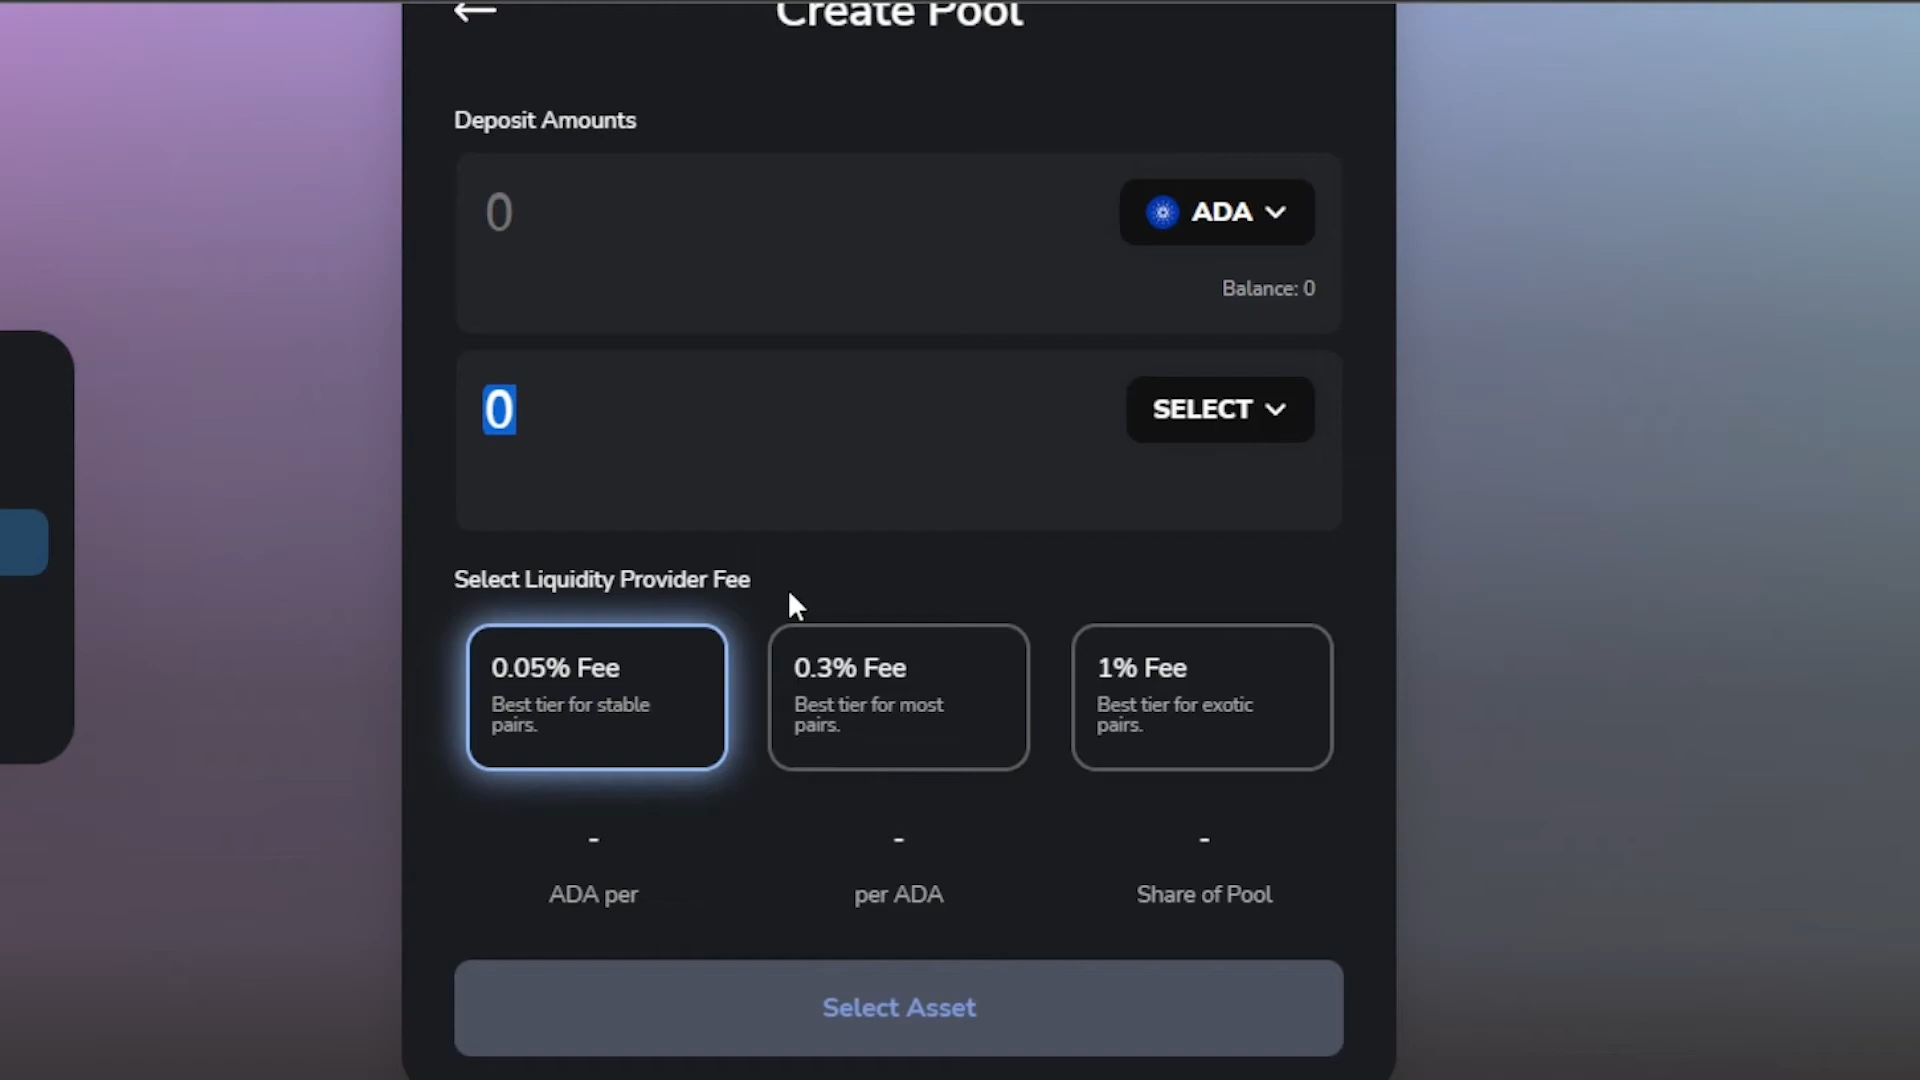 Create Pool
Deposit Amounts
0
ADA
Balance: 0
0
SELECT
Select Liquidity Provider Fee
0.05% Fee
Best tier for stable
pairs.
0.3% Fee
Best tier for most
pairs.
1% Fee
Best tier for exotic
pairs.
-
ADA per
-
per ADA
-
Share of Pool
Select Asset